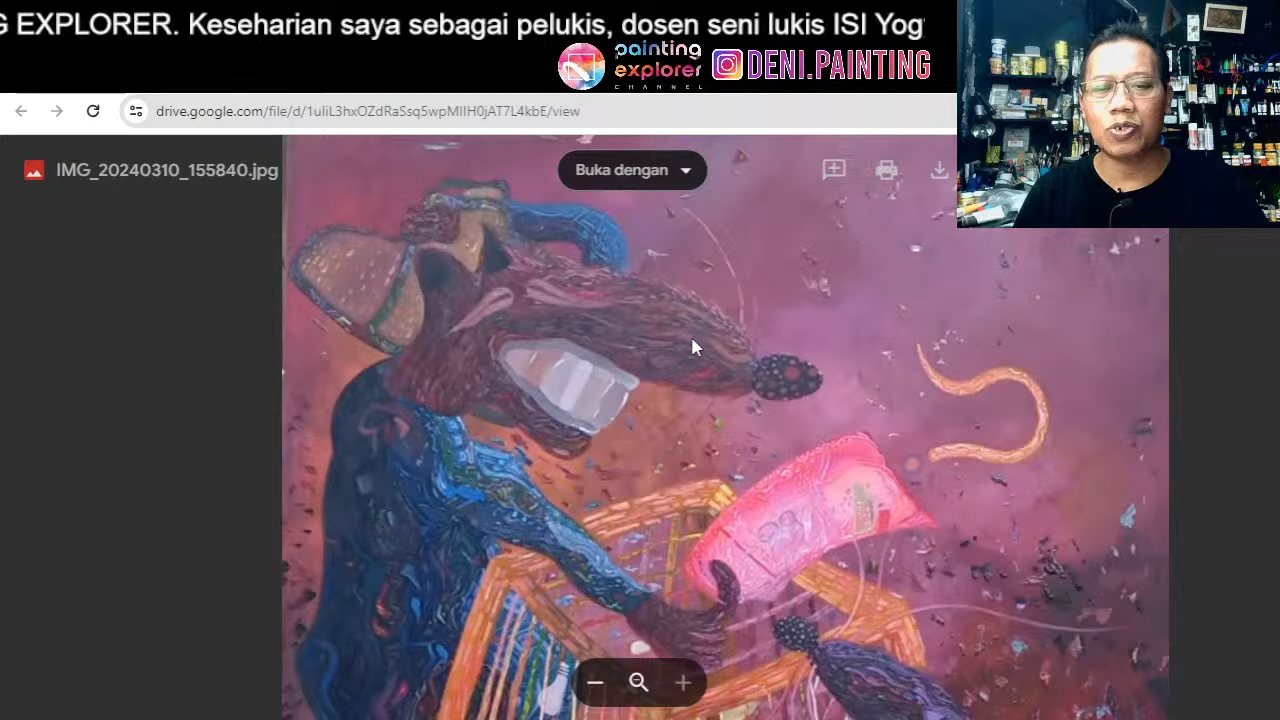 G EXPLORER. Keseharian saya sebagai pelukis, dosen seni lukis ISI Yog
painting
explorer
CHANNEL
DENI.PAINTING
drive.google.com/file/d/1uIiL3hxOZdRaSsq5wpMIIH0jAT7L4kbE/view
IMG_20240310_155840.jpg
Buka dengan